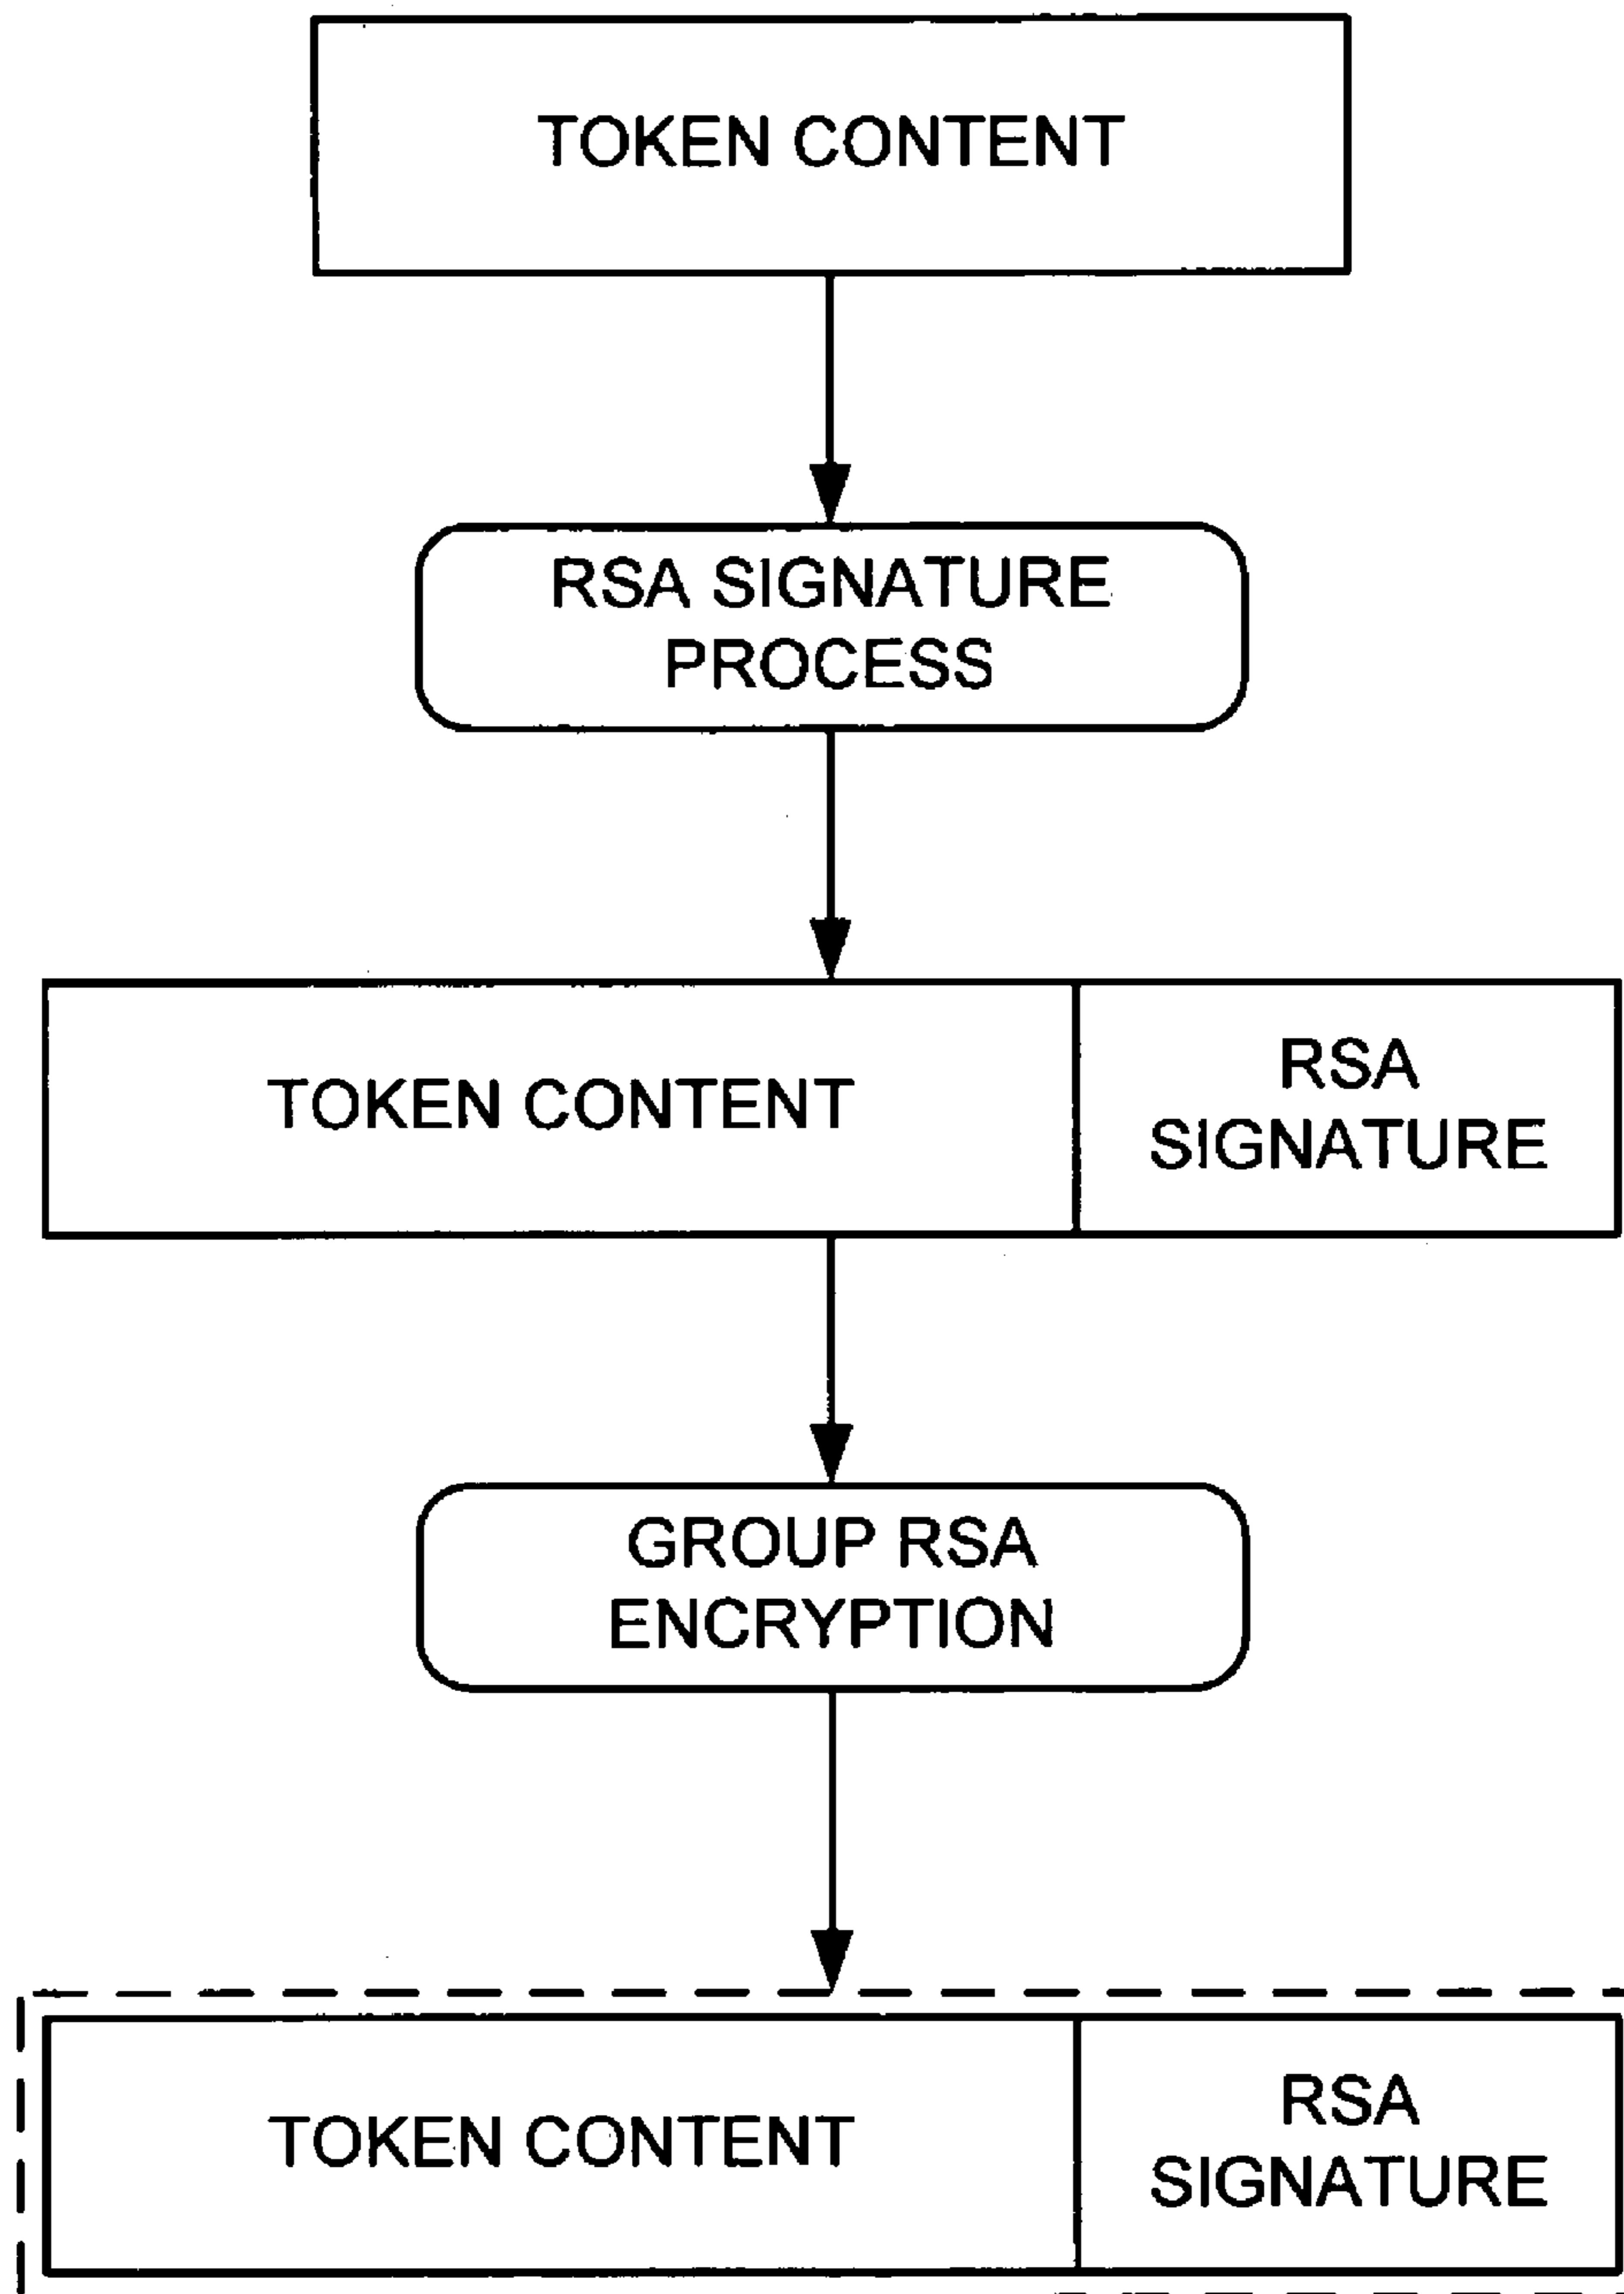 TOKEN CONTENT
RSA SIGNATURE
PROCESS
TOKEN CONTENT
RSA
SIGNATURE
GROUP RSA
ENCRYPTION
TOKEN CONTENT
RSA
SIGNATURE